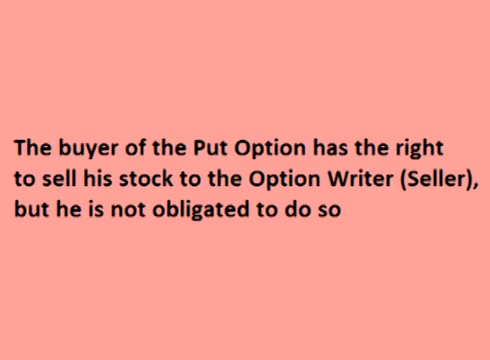 The buyer of the Put Option has the right
to sell his stock to the Option Writer (Seller),
but he is not obligated to do so